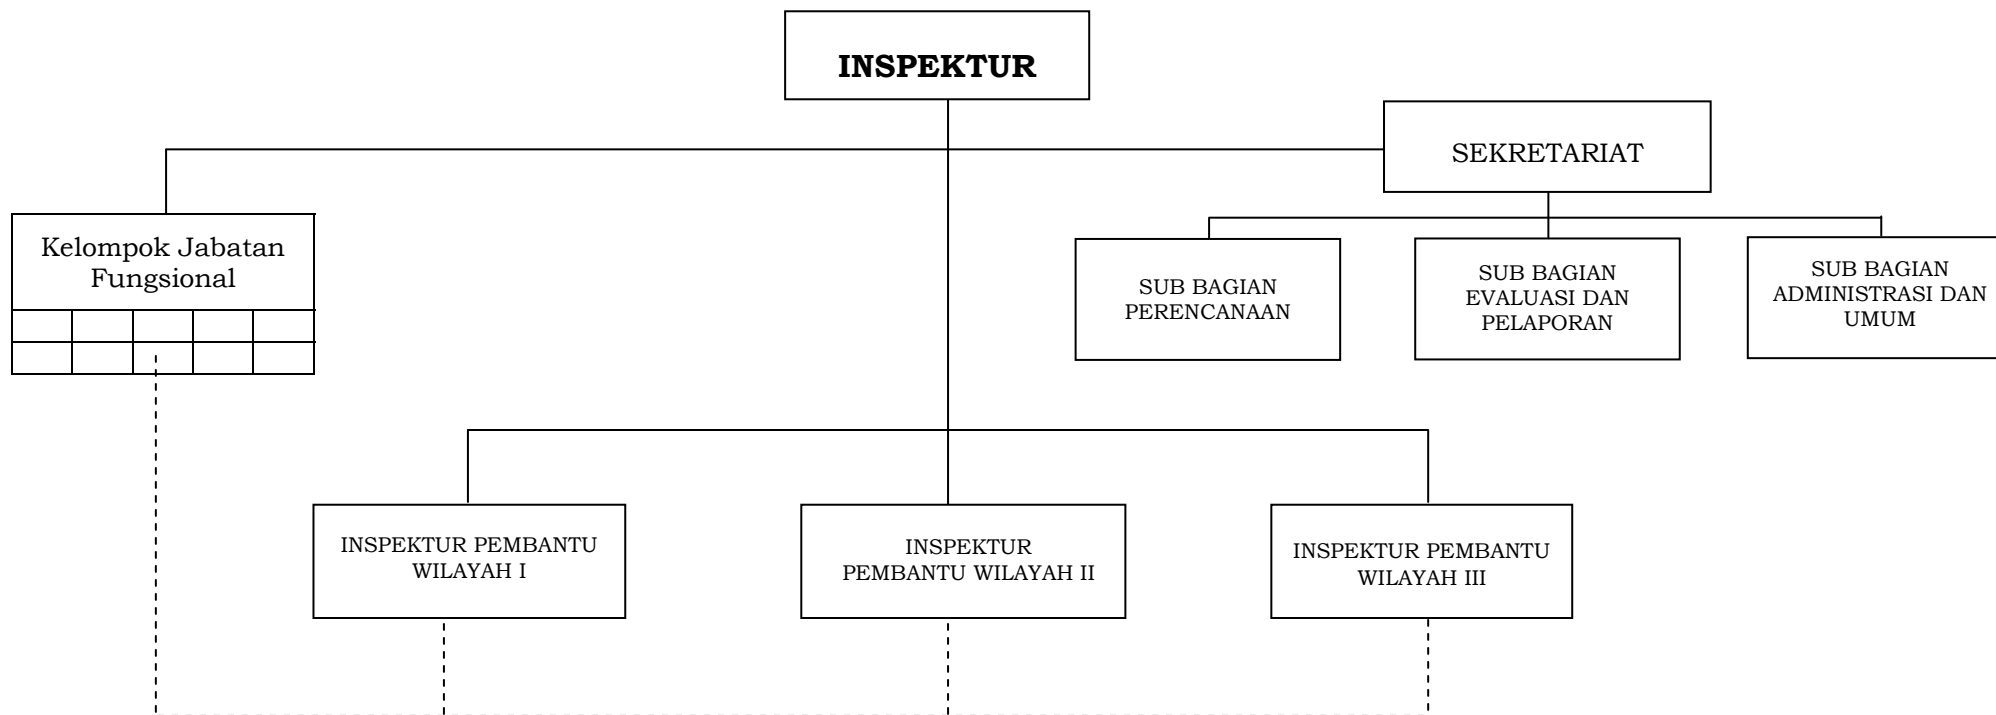 INSPEKTUR
SEKRETARIAT
Kelompok Jabatan
Fungsional
SUB BAGIAN
PERENCANAAN
SUB BAGIAN
EVALUASI DAN
PELAPORAN
SUB BAGIAN
ADMINISTRASI DAN
UMUM
INSPEKTUR PEMBANTU
WILAYAH I
INSPEKTUR
PEMBANTU WILAYAH II
INSPEKTUR PEMBANTU
WILAYAH III